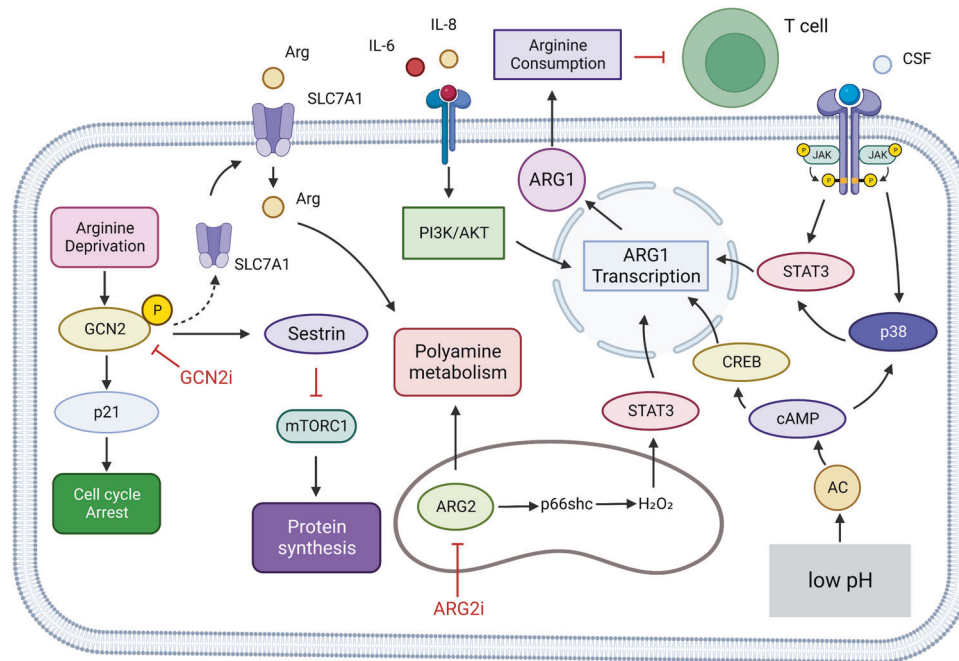 IL-8
IL-6
Arg
SLC7A1
Arginine
Consumption
T cell
CSF
P
JAK
JAK
P
P
P
Arg
SLC7A1
ARG1
PI3K/AKT
ARG1
Transcription
STAT3
Arginine
Deprivation
P
GCN2
GCN2i
Sestrin
p21
mTORC1
Cell cycle
Arrest
Protein
synthesis
Polyamine
metabolism
p38
CREB
STAT3
cAMP
AC
ARG2
p66shc
H₂O₂
ARG2i
low pH